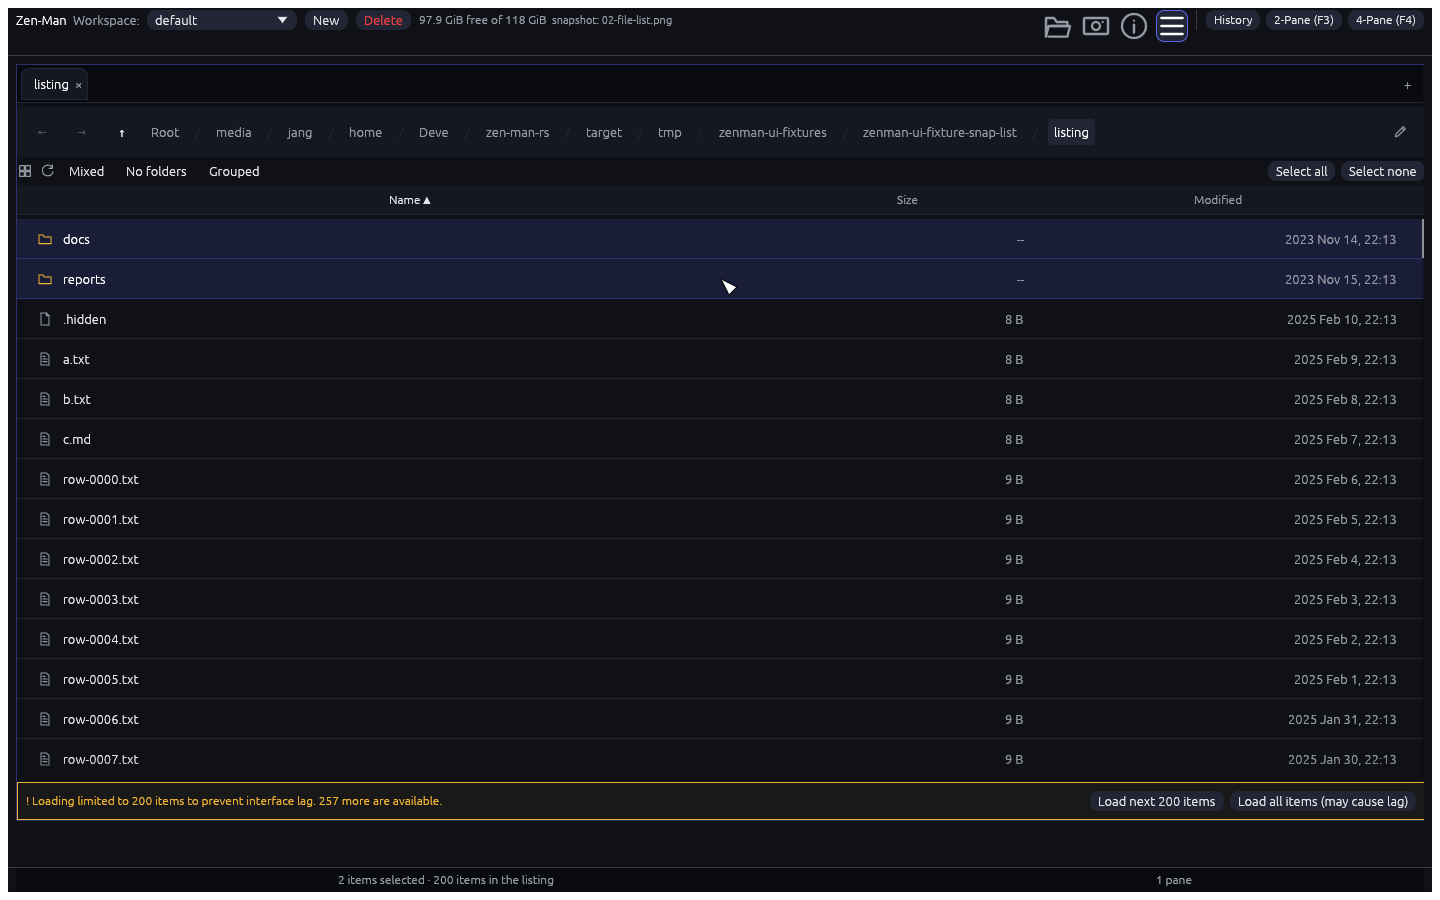 Zen-Man Workspace: default New Delete 97.9 GiB free of 118 GiB snapshot: 02-file-list.png History 2-Pane (F3) 4-Pane (F4)
listing × +
← → ↑ Root / media / jang / home / Deve / zen-man-rs / target / tmp / zenman-ui-fixtures / zenman-ui-fixture-snap-list / listing
Mixed No folders Grouped Select all Select none
Name ▲ Size Modified
docs -- 2023 Nov 14, 22:13
reports -- 2023 Nov 15, 22:13
.hidden 8 B 2025 Feb 10, 22:13
a.txt 8 B 2025 Feb 9, 22:13
b.txt 8 B 2025 Feb 8, 22:13
c.md 8 B 2025 Feb 7, 22:13
row-0000.txt 9 B 2025 Feb 6, 22:13
row-0001.txt 9 B 2025 Feb 5, 22:13
row-0002.txt 9 B 2025 Feb 4, 22:13
row-0003.txt 9 B 2025 Feb 3, 22:13
row-0004.txt 9 B 2025 Feb 2, 22:13
row-0005.txt 9 B 2025 Feb 1, 22:13
row-0006.txt 9 B 2025 Jan 31, 22:13
row-0007.txt 9 B 2025 Jan 30, 22:13
! Loading limited to 200 items to prevent interface lag. 257 more are available. Load next 200 items Load all items (may cause lag)
2 items selected · 200 items in the listing 1 pane